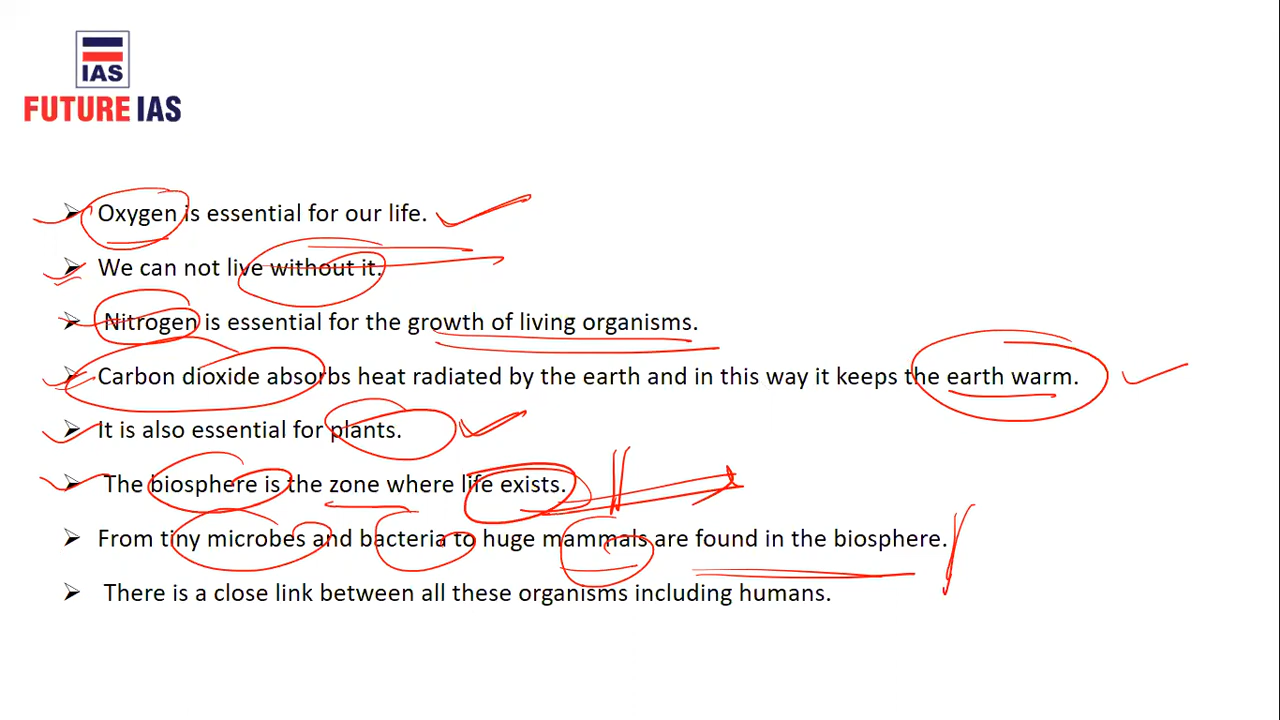 IAS
FUTURE IAS
Oxygen is essential for our life.
We can not live without it.
Nitrogen is essential for the growth of living organisms.
Carbon dioxide absorbs heat radiated by the earth and in this way it keeps the earth warm.
It is also essential for plants.
The biosphere is the zone where life exists.
From tiny microbes and bacteria to huge mammals are found in the biosphere.
There is a close link between all these organisms including humans.